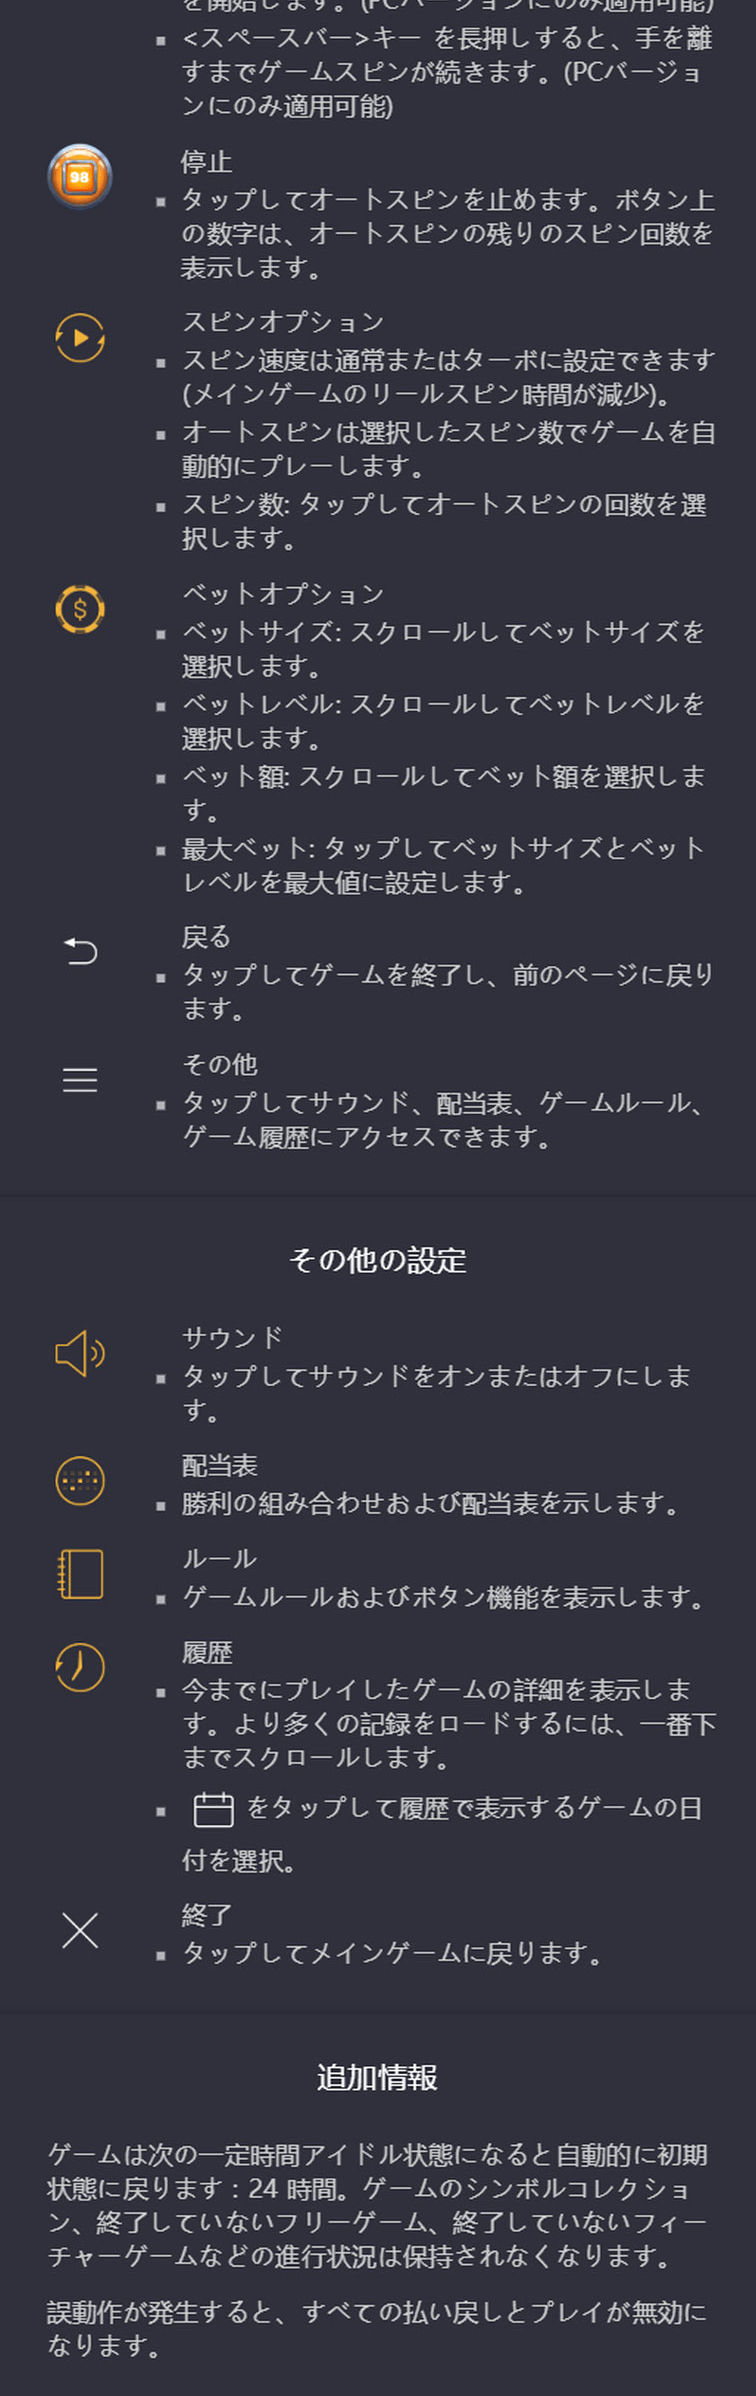 を開始します。(PCバージョンにのみ適用可能)
<スペースバー>キー を長押しすると、手を離
すまでゲームスピンが続きます。(PCバージョ
ンにのみ適用可能)
98
停止
タップしてオートスピンを止めます。ボタン上
の数字は、オートスピンの残りのスピン回数を
表示します。
スピンオプション
スピン速度は通常またはターボに設定できます
(メインゲームのリールスピン時間が減少)。
オートスピンは選択したスピン数でゲームを自
動的にプレーします。
スピン数: タップしてオートスピンの回数を選
択します。
$
ベットオプション
ベットサイズ: スクロールしてベットサイズを
選択します。
ベットレベル: スクロールしてベットレベルを
選択します。
ベット額: スクロールしてベット額を選択しま
す。
最大ベット: タップしてベットサイズとベット
レベルを最大値に設定します。
戻る
タップしてゲームを終了し、前のページに戻り
ます。
その他
タップしてサウンド、配当表、ゲームルール、
ゲーム履歴にアクセスできます。
その他の設定
サウンド
タップしてサウンドをオンまたはオフにしま
す。
配当表
勝利の組み合わせおよび配当表を示します。
ルール
ゲームルールおよびボタン機能を表示します。
履歴
今までにプレイしたゲームの詳細を表示しま
す。より多くの記録をロードするには、一番下
までスクロールします。
をタップして履歴で表示するゲームの日
付を選択。
終了
タップしてメインゲームに戻ります。
追加情報
ゲームは次の一定時間アイドル状態になると自動的に初期
状態に戻ります：24 時間。ゲームのシンボルコレクショ
ン、終了していないフリーゲーム、終了していないフィー
チャーゲームなどの進行状況は保持されなくなります。
誤動作が発生すると、すべての払い戻しとプレイが無効に
なります。